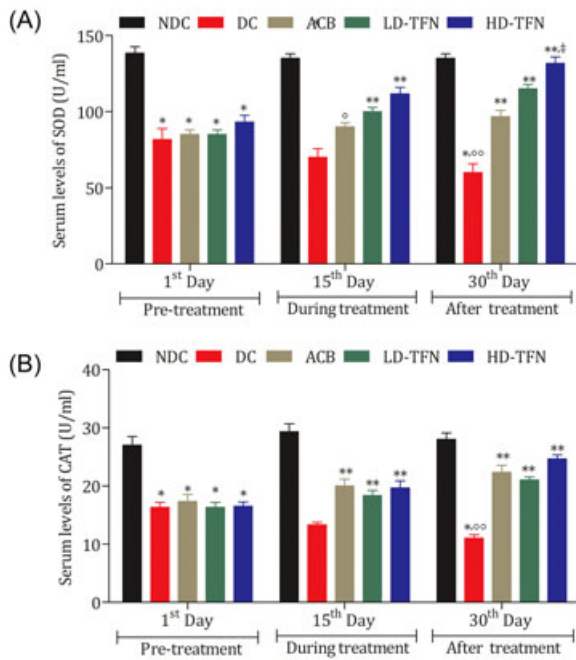 (A)
NDC DC ACB LD-TFN HD-TFN
Serum levels of SOD (U/ml)
150
100
50
0
* * * *
° ** **
*,°° ** ** **,‡
1st Day 15th Day 30th Day
Pre-treatment During treatment After treatment
(B)
NDC DC ACB LD-TFN HD-TFN
Serum levels of CAT (U/ml)
40
30
20
10
0
* * * *
** ** **
*,°° ** ** **
1st Day 15th Day 30th Day
Pre-treatment During treatment After treatment